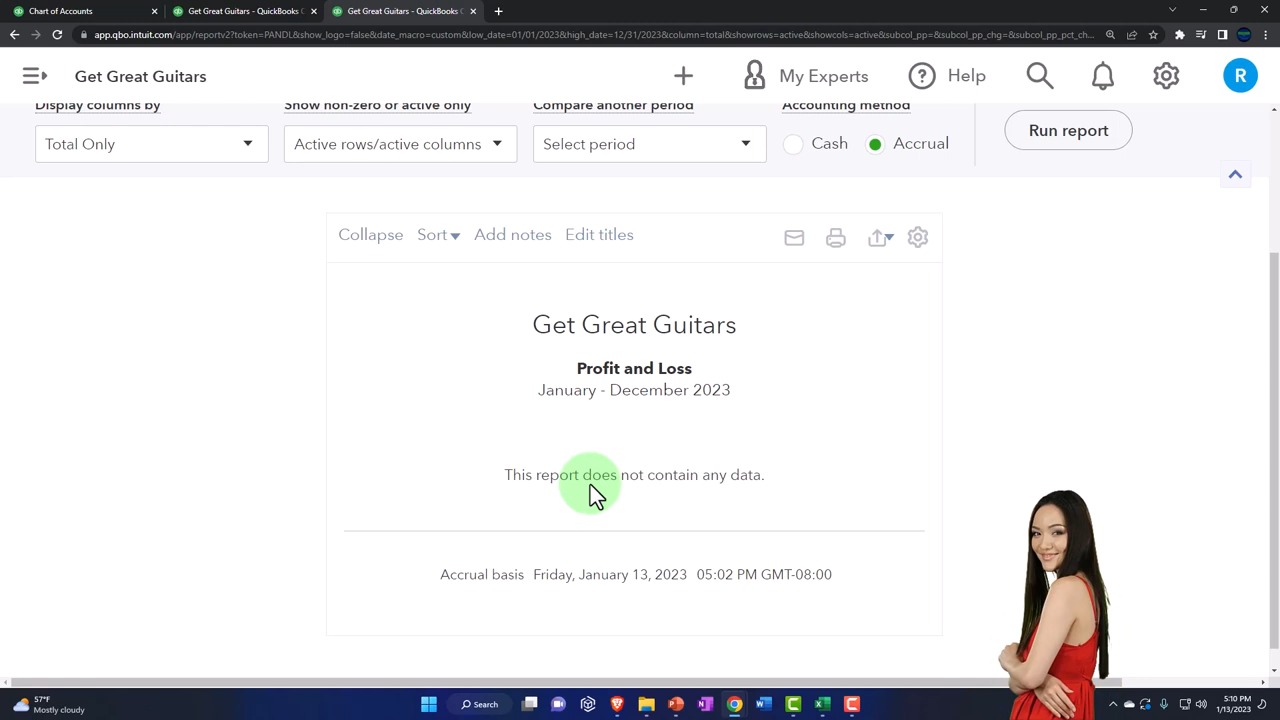 Chart of Accounts
Get Great Guitars - QuickBooks C
Get Great Guitars - QuickBooks C
app.qbo.intuit.com/app/reportv2?token=PANDL&show_logo=false&date_macro=custom&low_date=01/01/2023&high_date=12/31/2023&column=total&showrows=active&showcols=active&subcol_pp=&subcol_pp_chg=&subcol_pp_pct_ch...
Get Great Guitars
My Experts
Help
R
Display columns by
Show non-zero or active only
Compare another period
Accounting method
Total Only
Active rows/active columns
Select period
Cash
Accrual
Run report
Collapse
Sort
Add notes
Edit titles
Get Great Guitars
Profit and Loss
January - December 2023
This report does not contain any data.
Accrual basis Friday, January 13, 2023 05:02 PM GMT-08:00
57°F
Mostly cloudy
Search
5:10 PM
1/13/2023